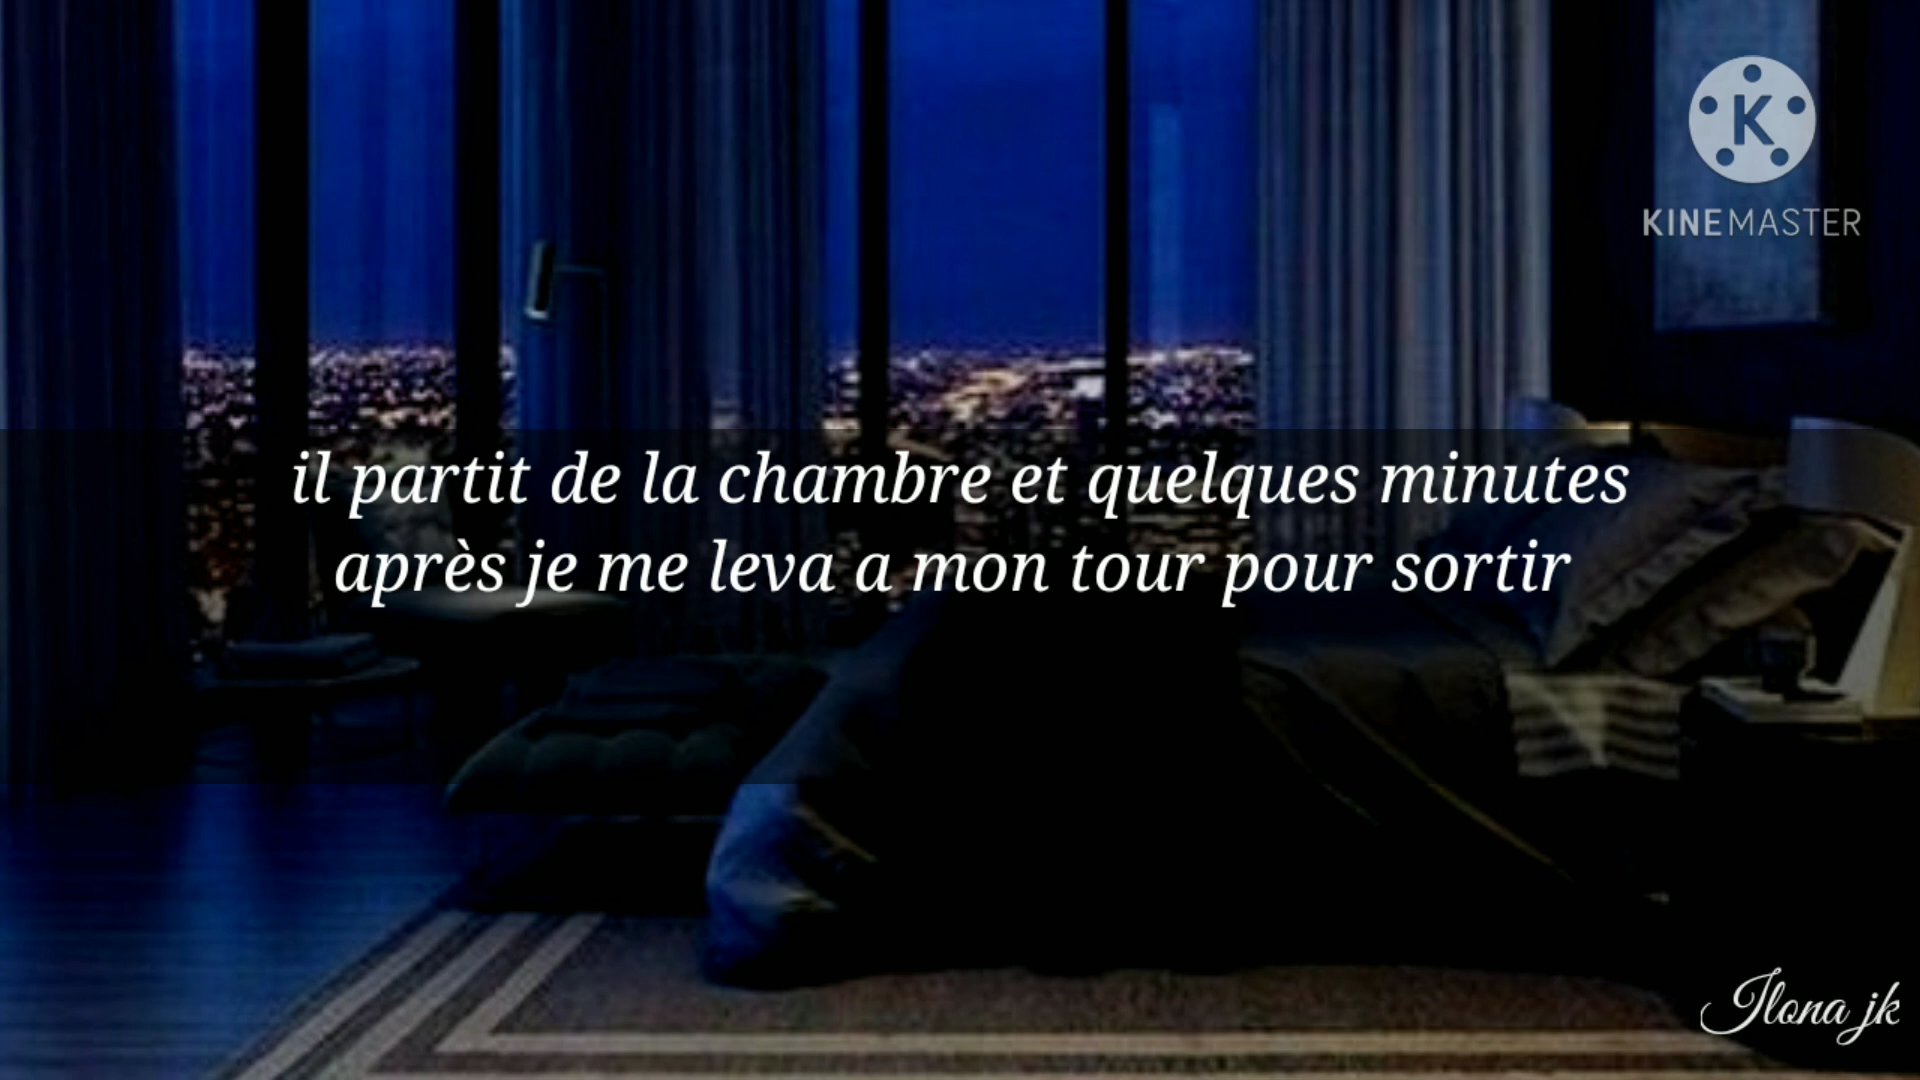 KINEMASTER
il partit de la chambre et quelques minutes
après je me leva a mon tour pour sortir
Ilona jk